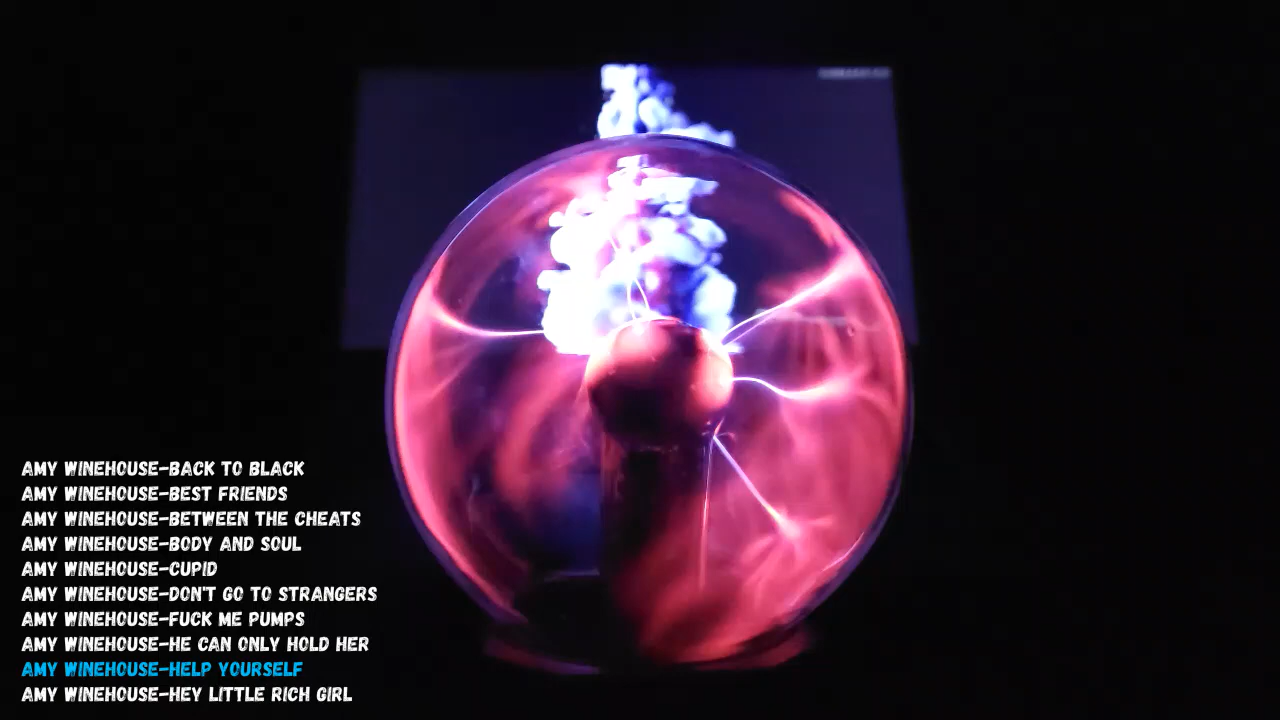 AMY WINEHOUSE-BACK TO BLACK
AMY WINEHOUSE-BEST FRIENDS
AMY WINEHOUSE-BETWEEN THE CHEATS
AMY WINEHOUSE-BODY AND SOUL
AMY WINEHOUSE-CUPID
AMY WINEHOUSE-DON'T GO TO STRANGERS
AMY WINEHOUSE-FUCK ME PUMPS
AMY WINEHOUSE-HE CAN ONLY HOLD HER
AMY WINEHOUSE-HELP YOURSELF
AMY WINEHOUSE-HEY LITTLE RICH GIRL